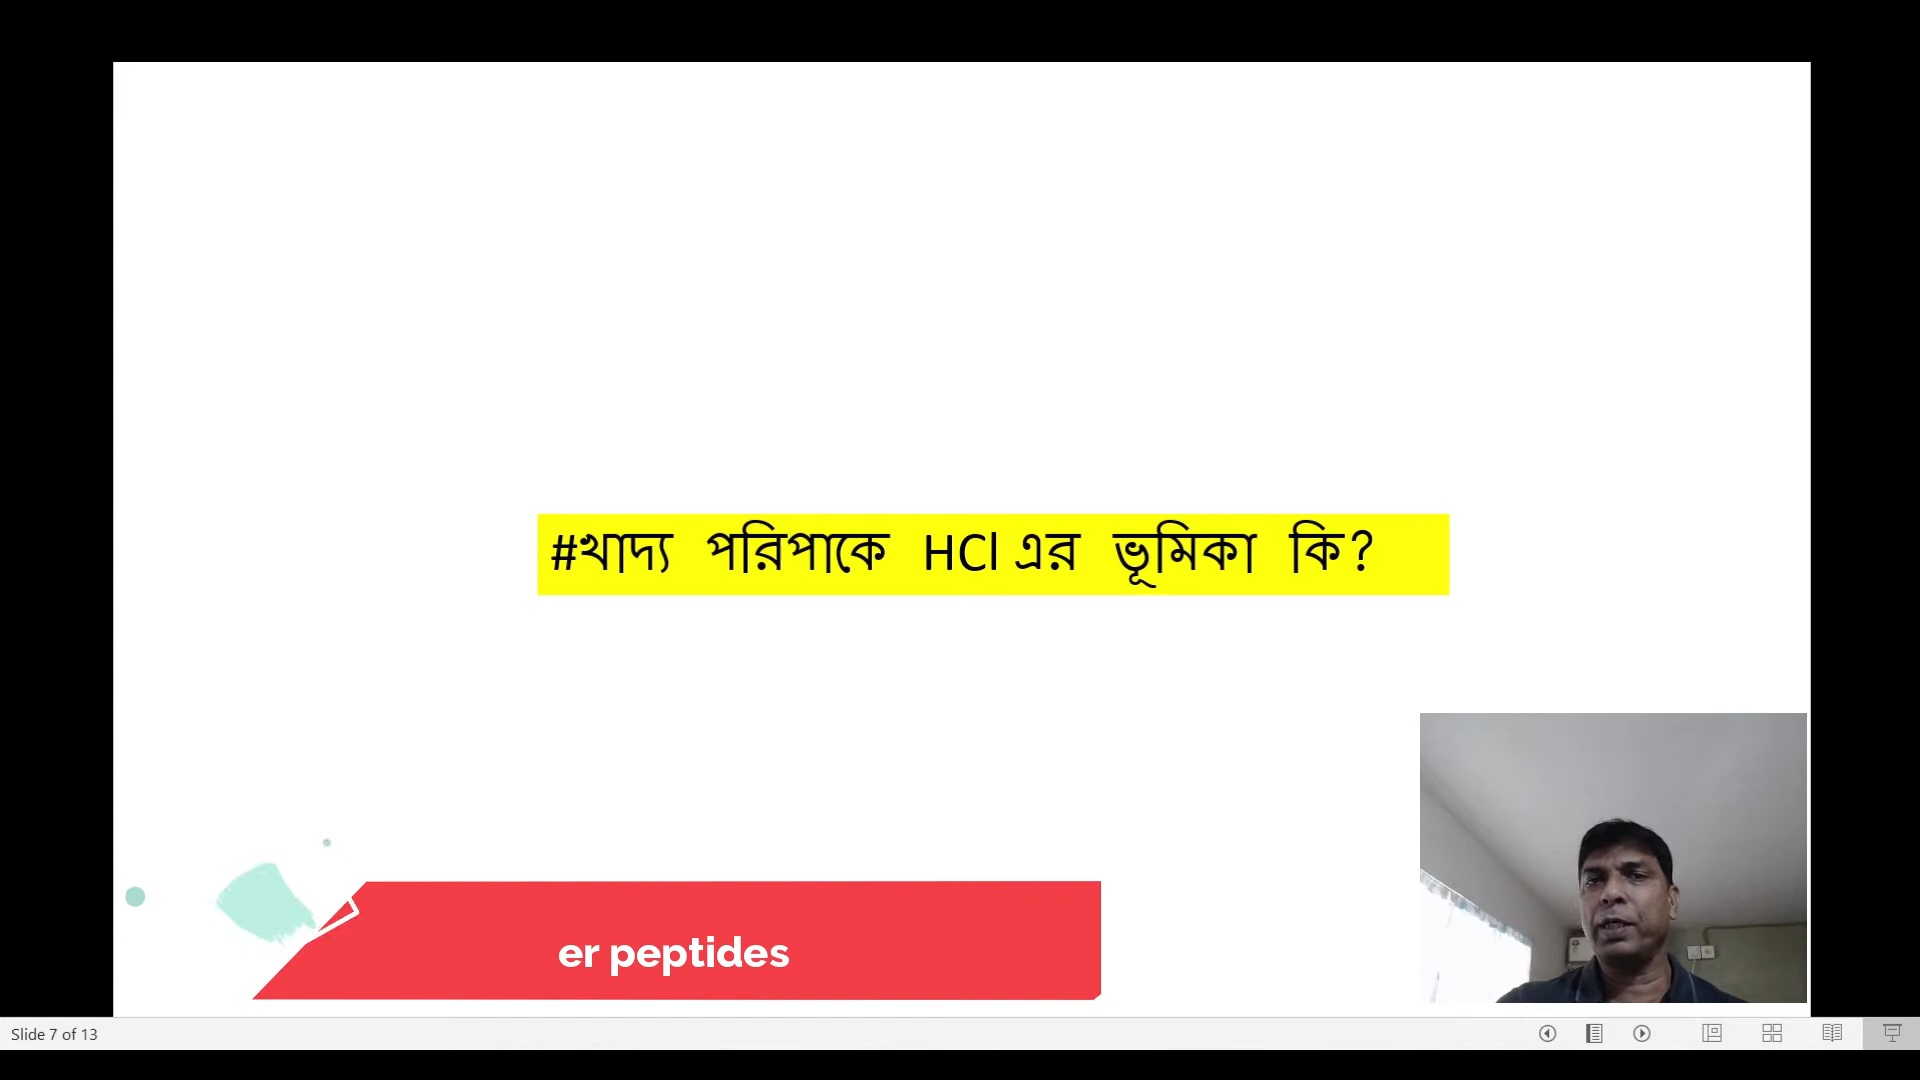 #খাদ্য পরিপাকে HCl এর ভূমিকা কি?
er peptides
Slide 7 of 13